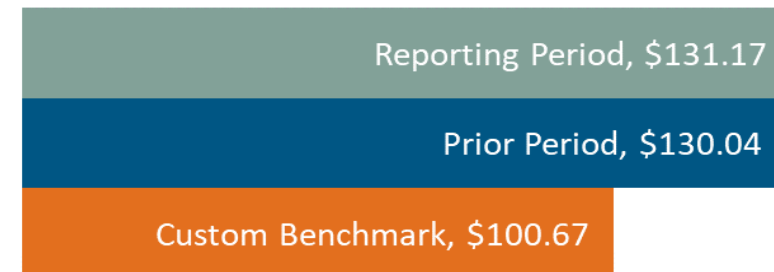 Reporting Period, $131.17
Prior Period, $130.04
Custom Benchmark, $100.67